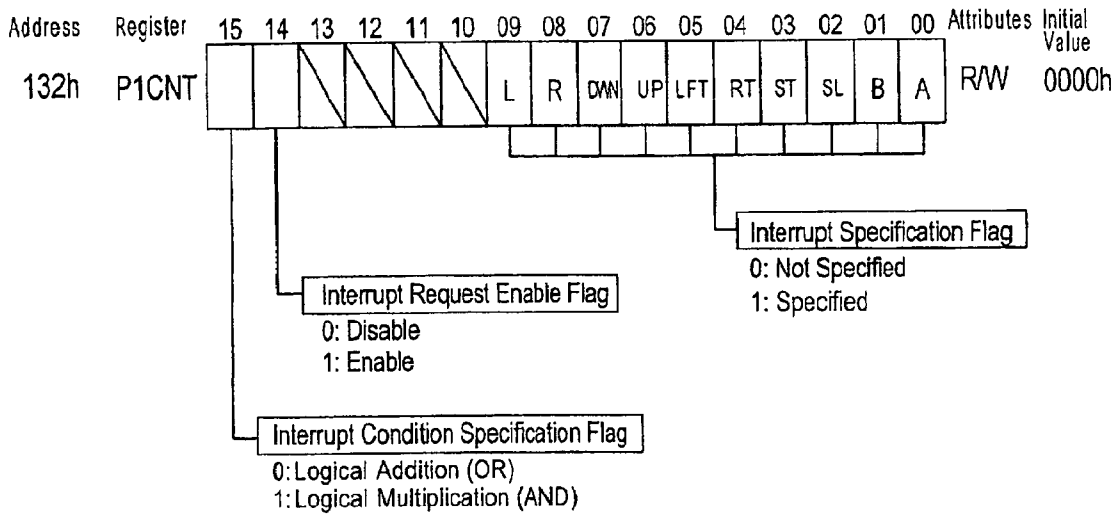 Address Register 15 14 13 12 11 10 09 08 07 06 05 04 03 02 01 00 Attributes Initial Value
132h P1CNT L R DWN UP LFT RT ST SL B A R/W 0000h
Interrupt Specification Flag
0: Not Specified
1: Specified
Interrupt Request Enable Flag
0: Disable
1: Enable
Interrupt Condition Specification Flag
0:Logical Addition (OR)
1:Logical Multiplication (AND)